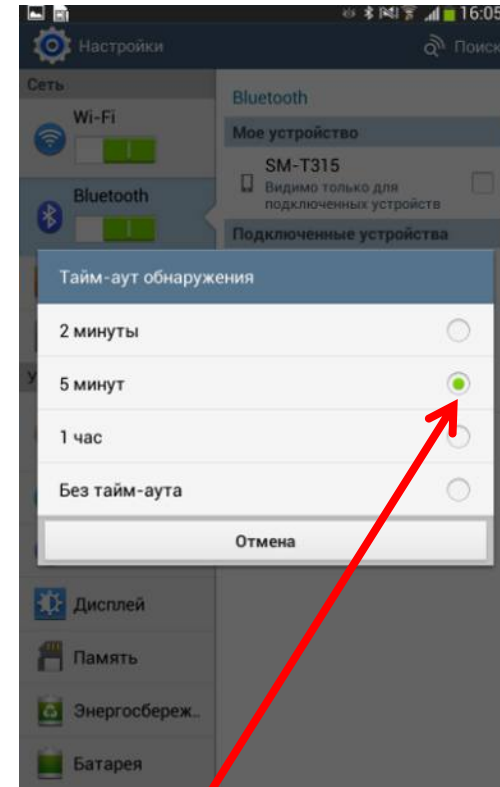 16:05
Настройки
Поиск
Сеть
Wi-Fi
Bluetooth
Bluetooth
Мое устройство
SM-T315
Видимо только для
подключенных устройств
Подключенные устройства
Тайм-аут обнаружения
2 минуты
5 минут
1 час
Без тайм-аута
Отмена
Дисплей
Память
Энергосбереж..
Батарея